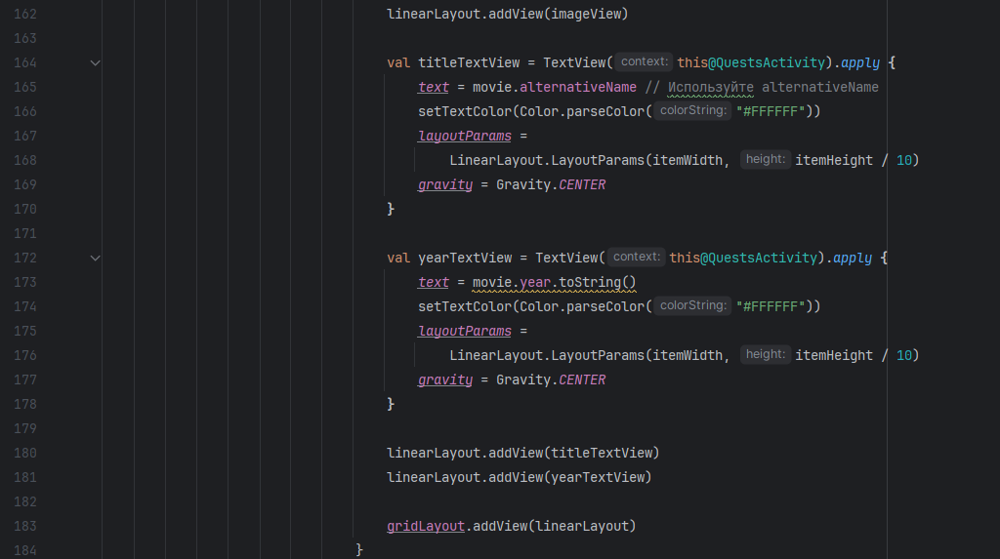 162 linearLayout.addView(imageView)
163
164 val titleTextView = TextView( context: this@QuestsActivity).apply {
165 text = movie.alternativeName // Используйте alternativeName
166 setTextColor(Color.parseColor( colorString: "#FFFFFF"))
167 layoutParams =
168 LinearLayout.LayoutParams(itemWidth, height: itemHeight / 10)
169 gravity = Gravity.CENTER
170 }
171
172 val yearTextView = TextView( context: this@QuestsActivity).apply {
173 text = movie.year.toString()
174 setTextColor(Color.parseColor( colorString: "#FFFFFF"))
175 layoutParams =
176 LinearLayout.LayoutParams(itemWidth, height: itemHeight / 10)
177 gravity = Gravity.CENTER
178 }
179
180 linearLayout.addView(titleTextView)
181 linearLayout.addView(yearTextView)
182
183 gridLayout.addView(linearLayout)
184 }